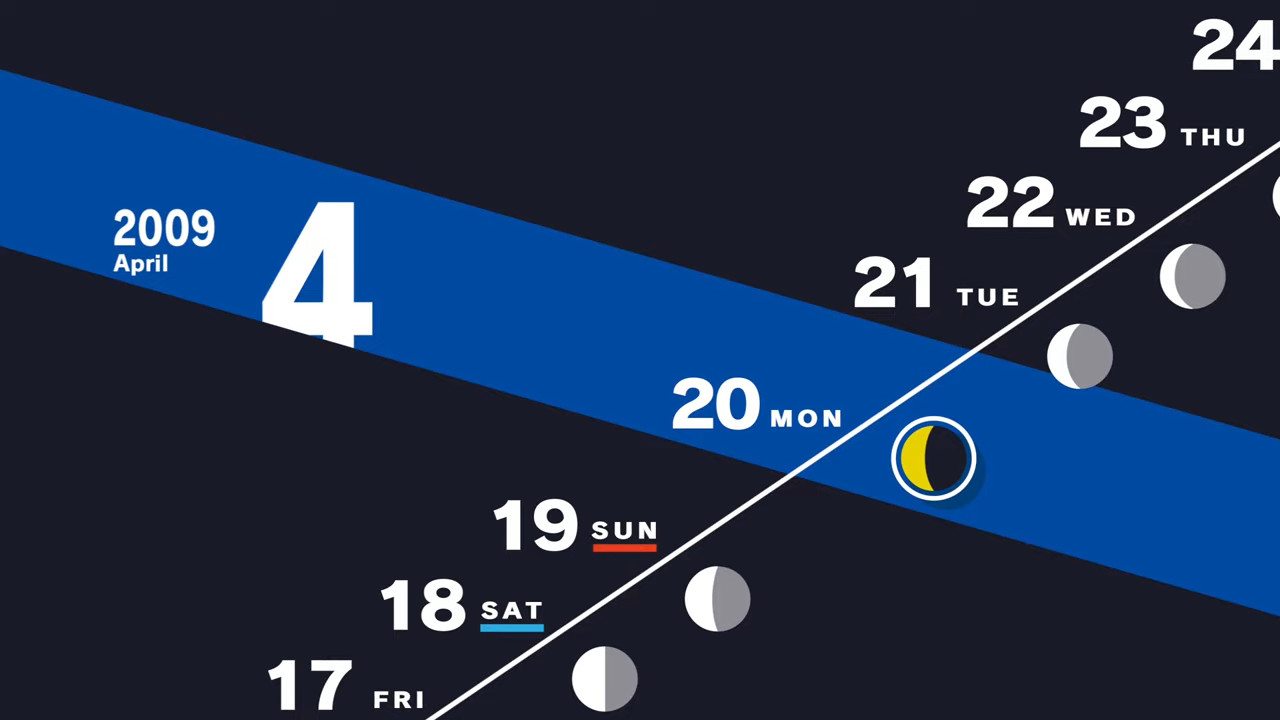 24
23 THU
22 WED
2009
April
4
21 TUE
20 MON
19 SUN
18 SAT
17 FRI